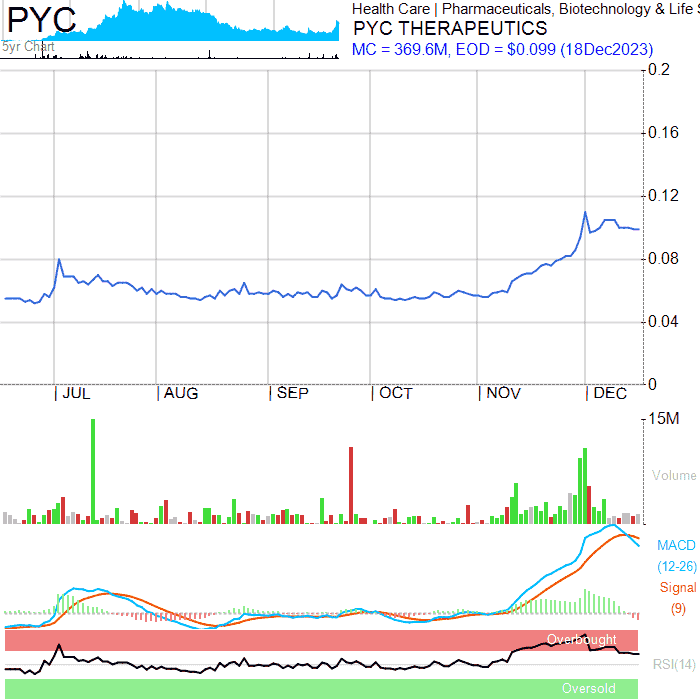 PYC
5yr Chart
Health Care | Pharmaceuticals, Biotechnology & Life S
PYC THERAPEUTICS
MC = 369.6M, EOD = $0.099 (18Dec2023)
0.2
0.16
0.12
0.08
0.04
0
| JUL | AUG | SEP | OCT | NOV | DEC
15M
Volume
MACD
(12-26)
Signal
(9)
Overbought
RSI(14)
Oversold